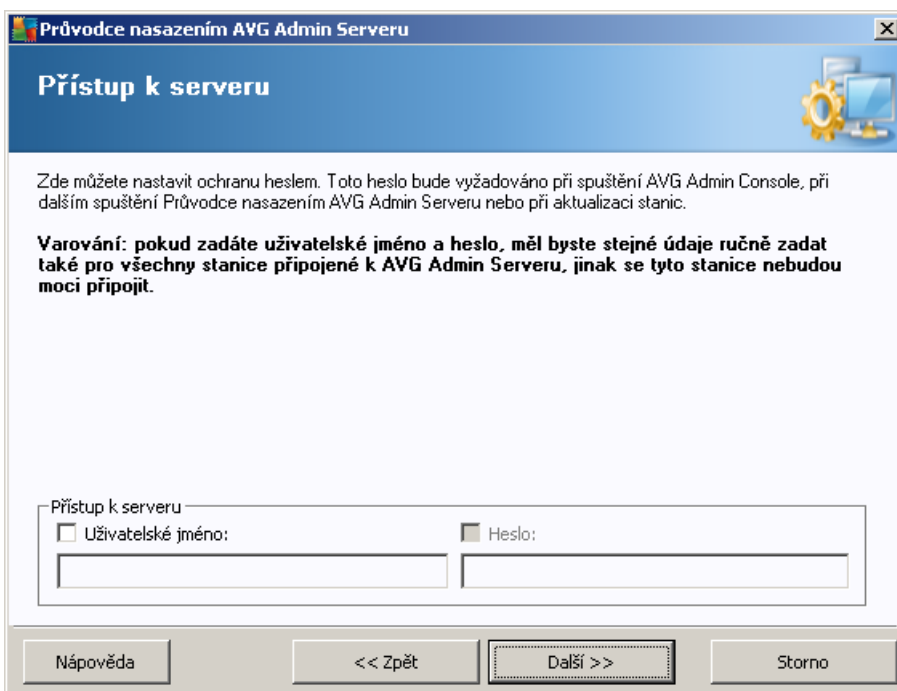 Průvodce nasazením AVG Admin Serveru
Přístup k serveru
Zde můžete nastavit ochranu heslem. Toto heslo bude vyžadováno při spuštění AVG Admin Console, při
dalším spuštění Průvodce nasazením AVG Admin Serveru nebo při aktualizaci stanic.
Varování: pokud zadáte uživatelské jméno a heslo, měl byste stejné údaje ručně zadat
také pro všechny stanice připojené k AVG Admin Serveru, jinak se tyto stanice nebudou
moci připojit.
Přístup k serveru
Uživatelské jméno:
Heslo:
Nápověda
<< Zpět
Další >>
Storno